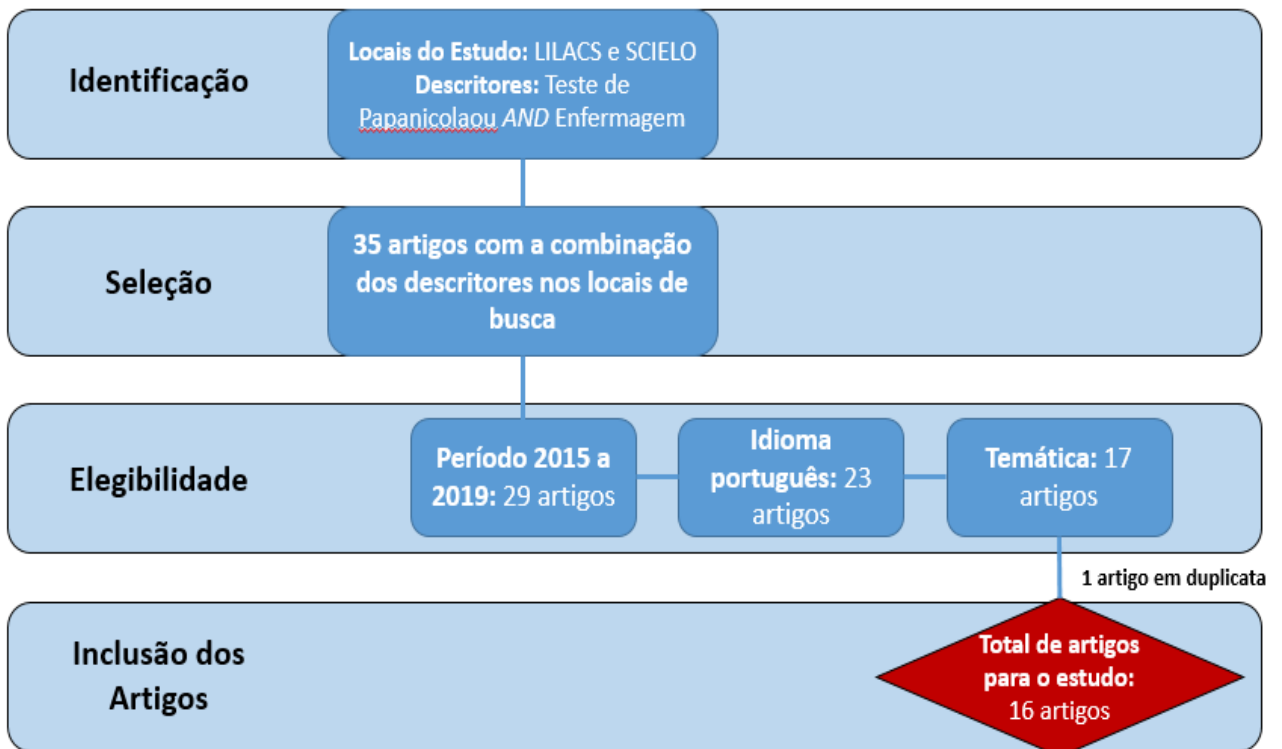 Identificação
Locais do Estudo: LILACS e SCIELO
Descritores: Teste de
Papanicolaou AND Enfermagem
Seleção
35 artigos com a combinação
dos descritores nos locais de
busca
Elegibilidade
Período 2015 a
2019: 29 artigos
Idioma
português: 23
artigos
Temática: 17
artigos
1 artigo em duplicata
Inclusão dos
Artigos
Total de artigos
para o estudo:
16 artigos